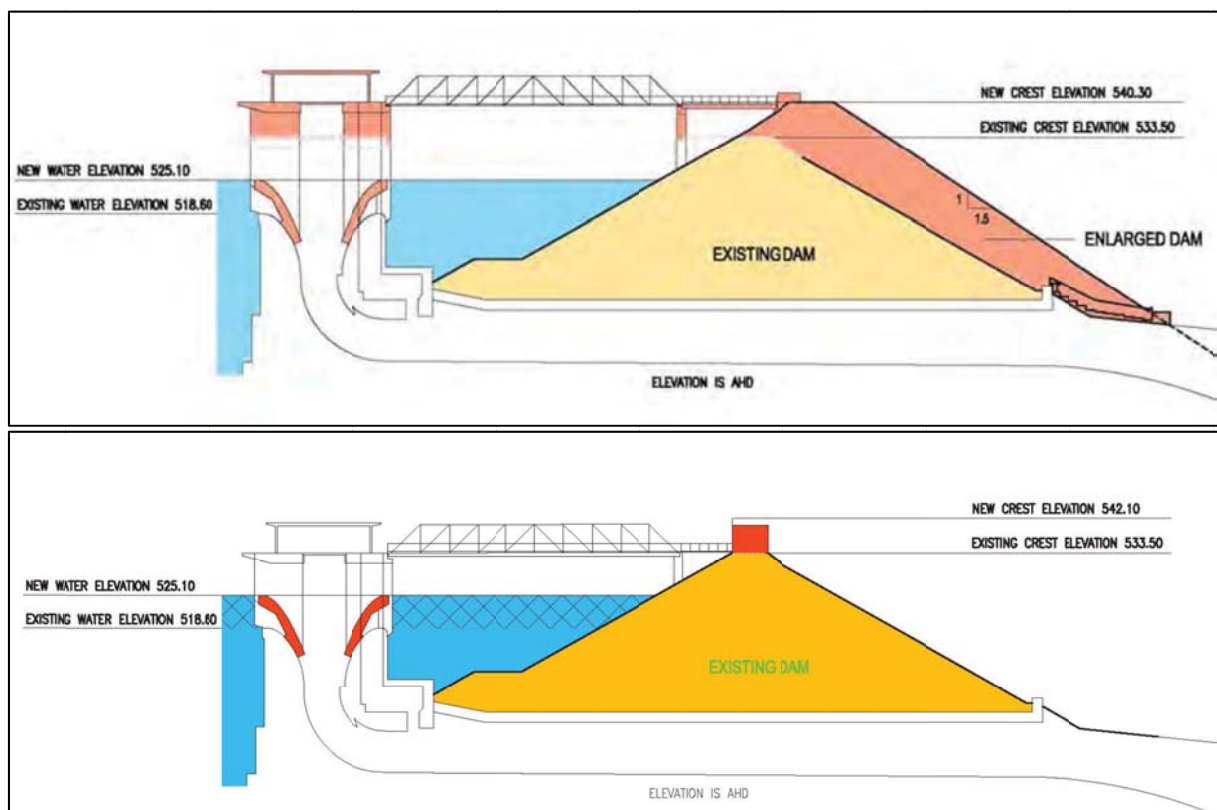 NEW CREST ELEVATION 540.30
EXISTING CREST ELEVATION 533.50
NEW WATER ELEVATION 525.10
EXISTING WATER ELEVATION 518.60
1
1.5
EXISTING DAM
ENLARGED DAM
ELEVATION IS AHD
NEW CREST ELEVATION 542.10
EXISTING CREST ELEVATION 533.50
NEW WATER ELEVATION 525.10
EXISTING WATER ELEVATION 518.60
EXISTING DAM
ELEVATION IS AHD